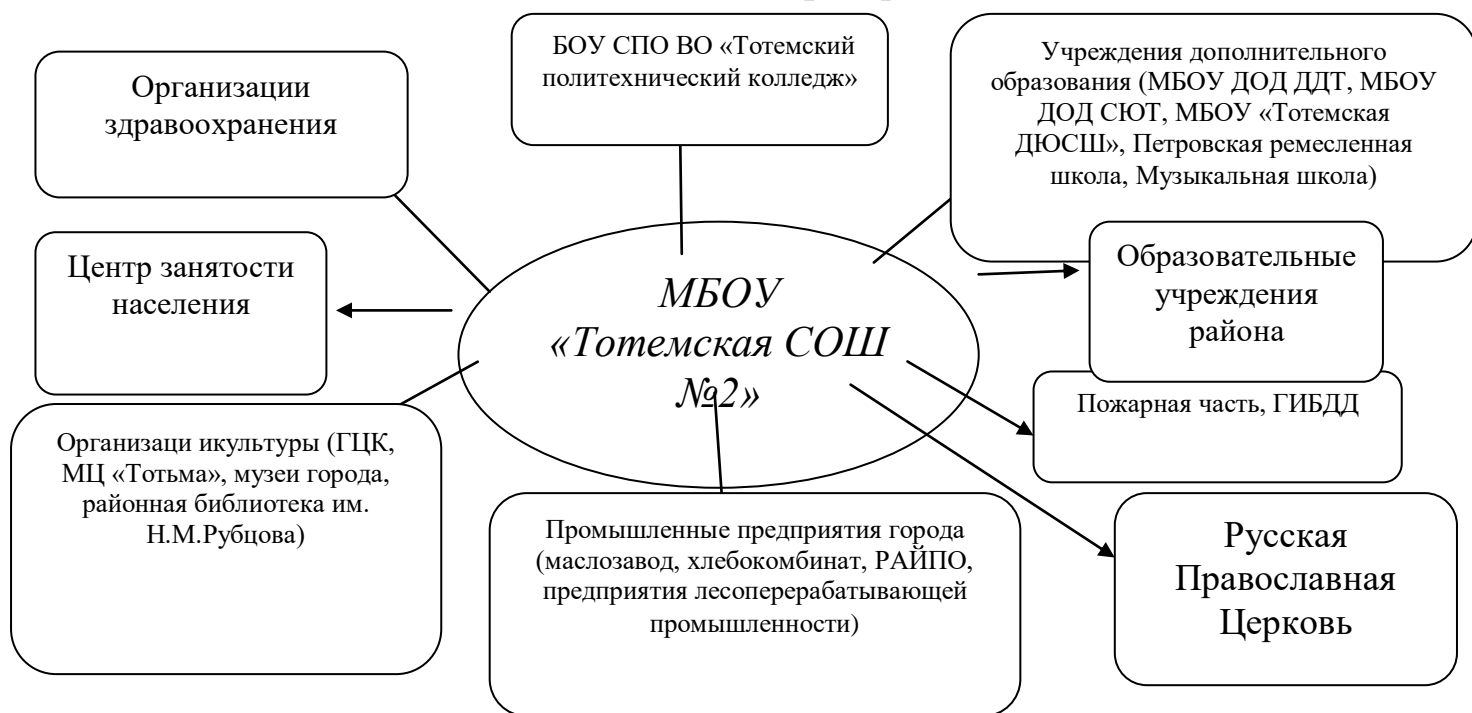 БОУ СПО ВО «Тотемский
политехнический колледж»
Учреждения дополнительного
образования (МБОУ ДОД ДДТ, МБОУ
ДОД СЮТ, МБОУ «Тотемская
ДЮСШ», Петровская ремесленная
школа, Музыкальная школа)
Организации
здравоохранения
Центр занятости
населения
МБОУ
«Тотемская СОШ
№2»
Образовательные
учреждения
района
Пожарная часть, ГИБДД
Организаци икультуры (ГЦК,
МЦ «Тотьма», музеи города,
районная библиотека им.
Н.М.Рубцова)
Промышленные предприятия города
(маслозавод, хлебокомбинат, РАЙПО,
предприятия лесоперерабатывающей
промышленности)
Русская
Православная
Церковь